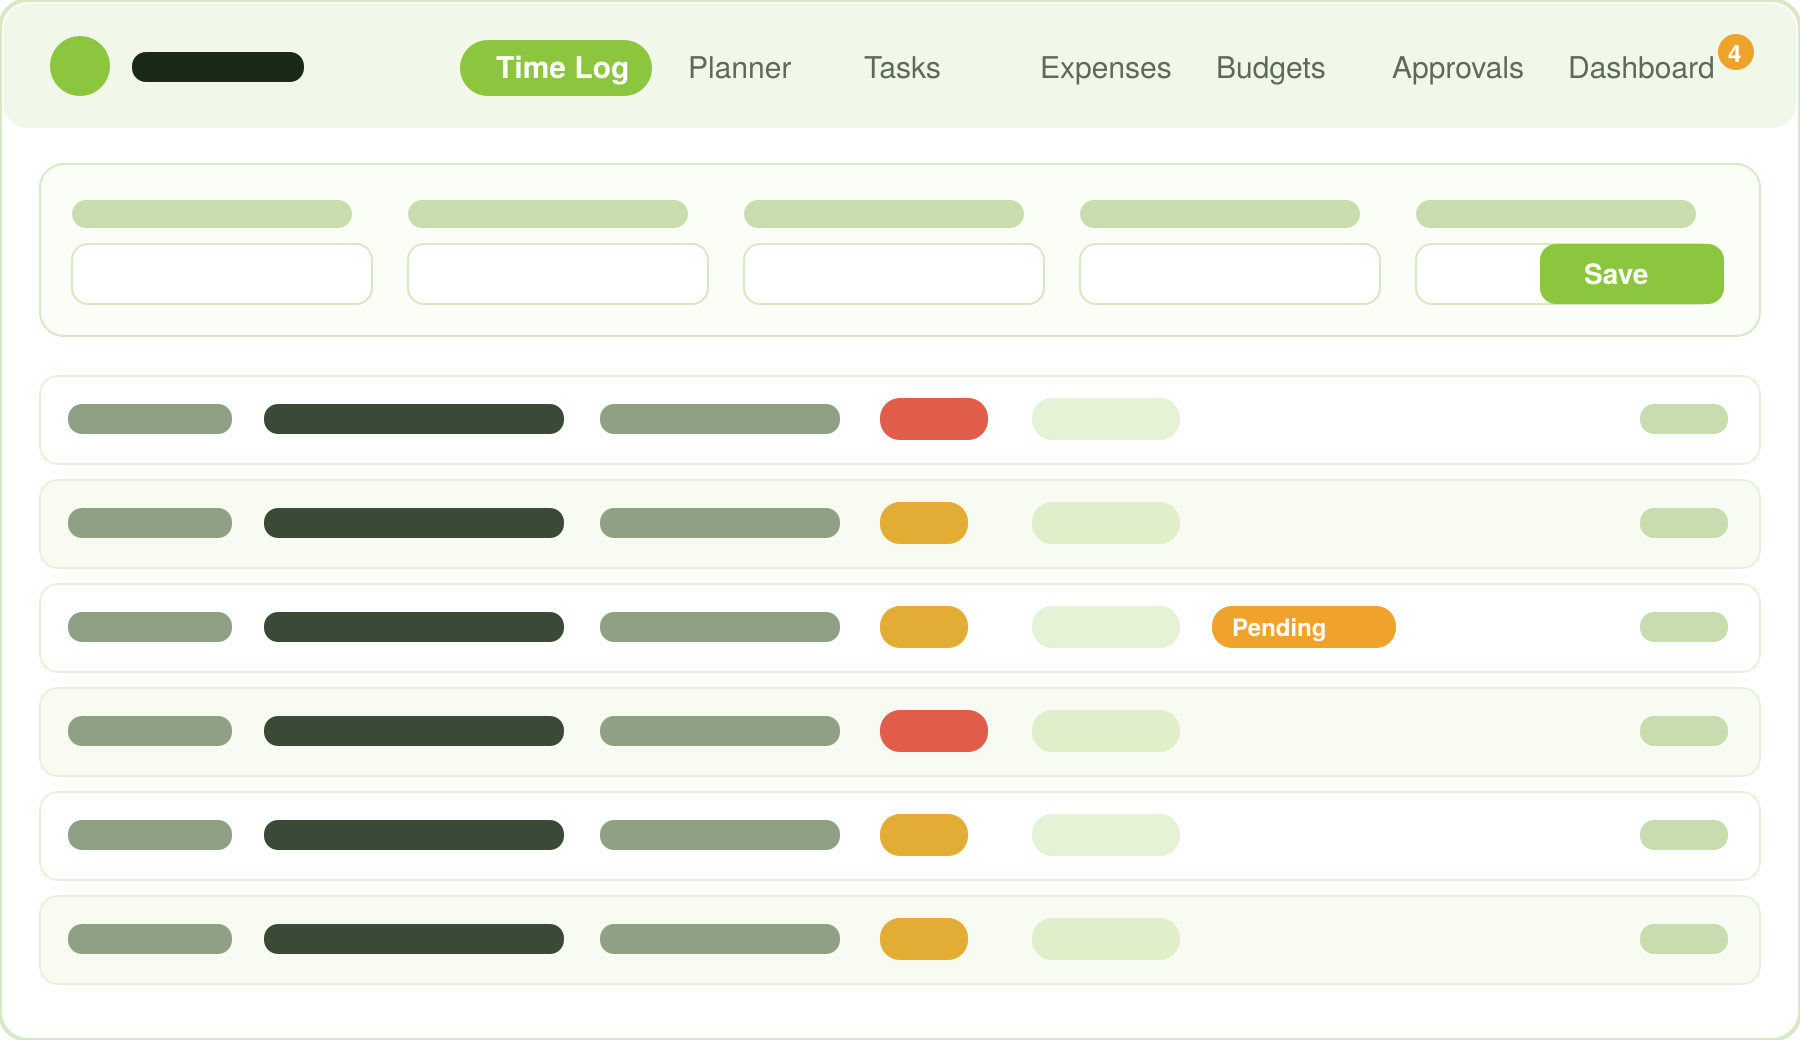 Time Log Planner Tasks Expenses Budgets Approvals Dashboard 4
Save
Pending